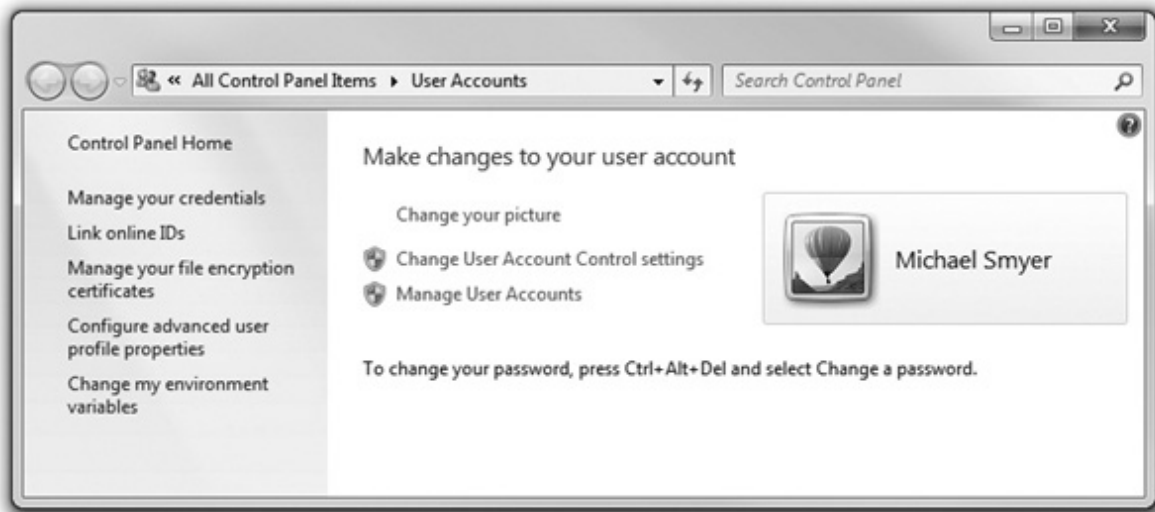 « All Control Panel Items ▸ User Accounts
Search Control Panel
Control Panel Home
Manage your credentials
Link online IDs
Manage your file encryption
certificates
Configure advanced user
profile properties
Change my environment
variables
Make changes to your user account
Change your picture
Change User Account Control settings
Manage User Accounts
Michael Smyer
To change your password, press Ctrl+Alt+Del and select Change a password.